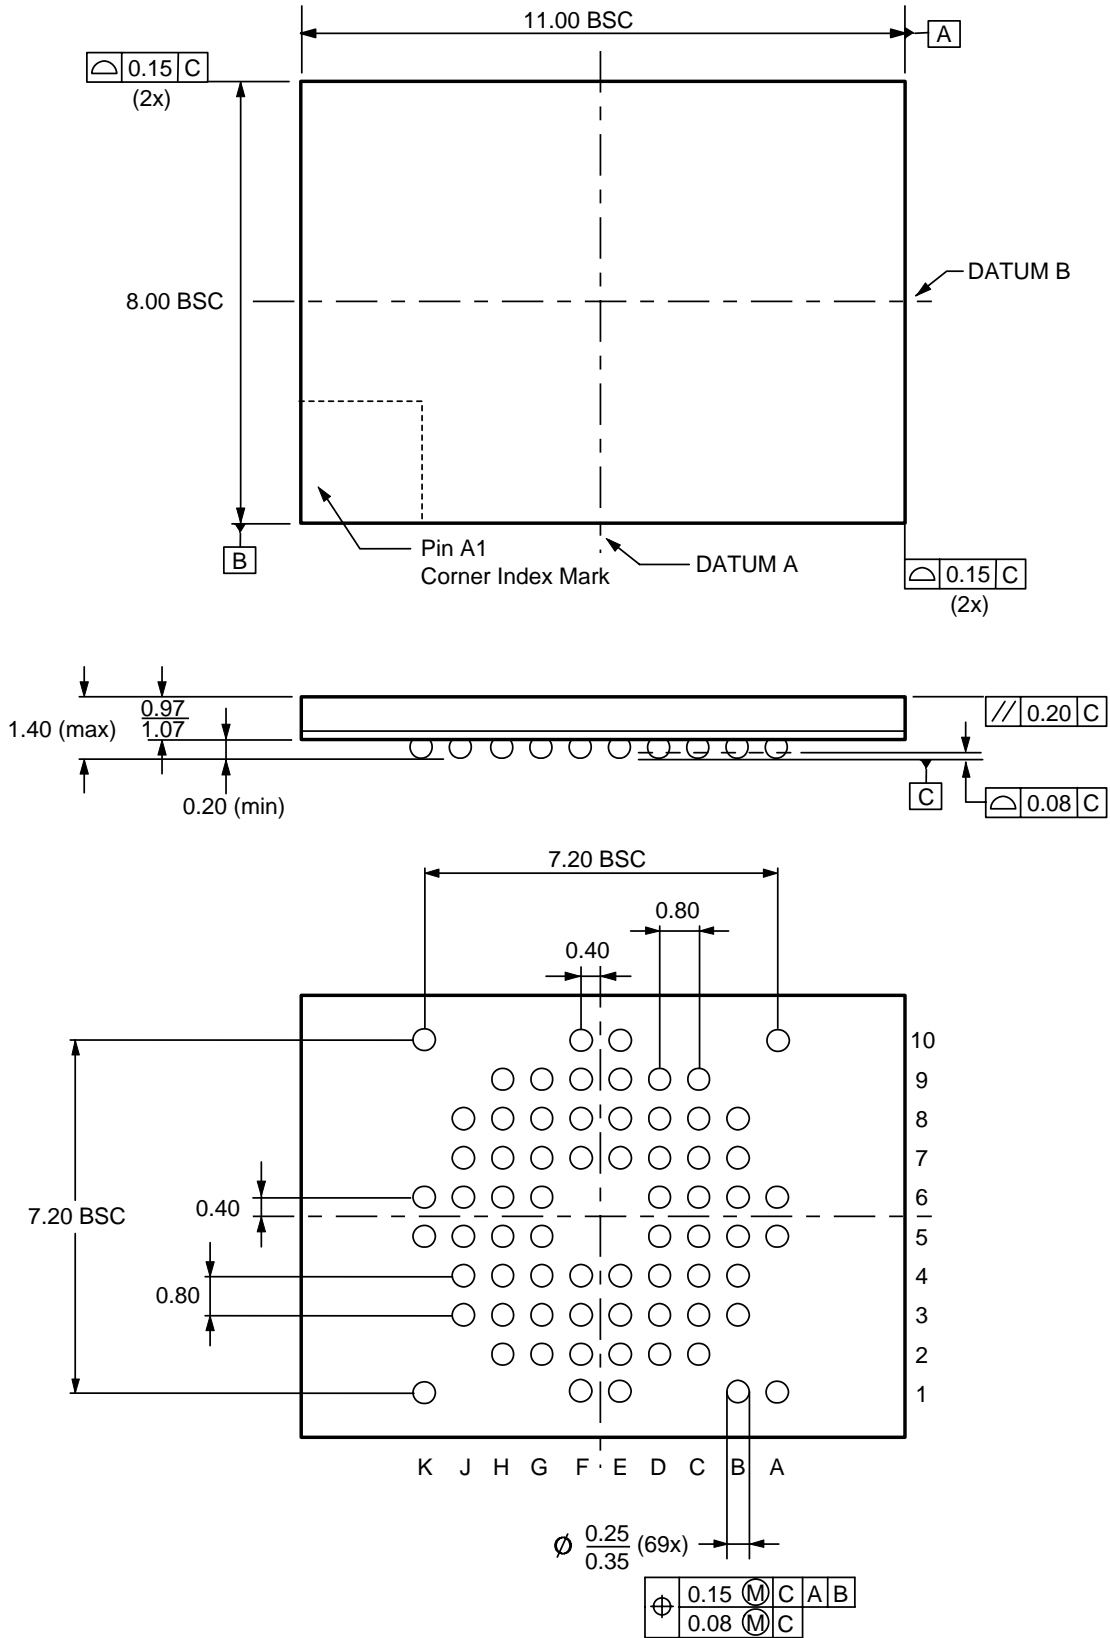 11.00 BSC
A
0.15 C
(2x)
8.00 BSC
DATUM B
Pin A1
Corner Index Mark
DATUM A
B
0.15 C
(2x)
1.40 (max)
0.97
1.07
0.20 (min)
// 0.20 C
C
0.08 C
7.20 BSC
0.80
0.40
10
9
8
7
6
5
4
3
2
1
7.20 BSC
0.40
0.80
K J H G F E D C B A
Ø 0.25 (69x)
0.35
0.15 M C A B
0.08 M C